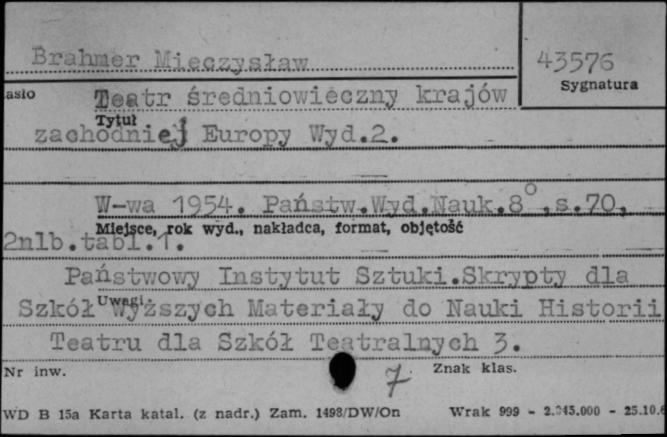 Brahmer Mieczysław
43576
Sygnatura
asło
Teatr średniowieczny krajów
Tytuł
zachodniej Europy Wyd.2.
W-wa 1954. Państw.Wyd.Nauk.8°,s.70,
Miejsce, rok wyd., nakładca, format, objętość
2nlb.tabl.1.
Państwowy Instytut Sztuki.Skrypty dla
Uwagi
Szkół Wyższych Materiały do Nauki Historii
Teatru dla Szkół Teatralnych 3.
Nr inw.
7
Znak klas.
WD B 15a Karta katal. (z nadr.) Zam. 1498/DW/On
Wrak 999 - 2.345.000 - 25.10.6